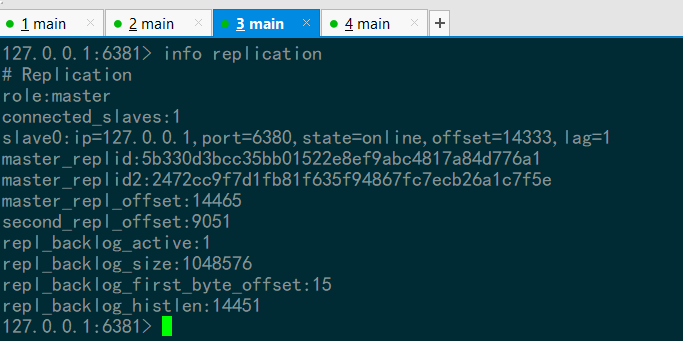 1 main 2 main 3 main 4 main
127.0.0.1:6381> info replication
# Replication
role:master
connected_slaves:1
slave0:ip=127.0.0.1,port=6380,state=online,offset=14333,lag=1
master_replid:5b330d3bcc35bb01522e8ef9abc4817a84d776a1
master_replid2:2472cc9f7d1fb81f635f94867fc7ecb26a1c7f5e
master_repl_offset:14465
second_repl_offset:9051
repl_backlog_active:1
repl_backlog_size:1048576
repl_backlog_first_byte_offset:15
repl_backlog_histlen:14451
127.0.0.1:6381>